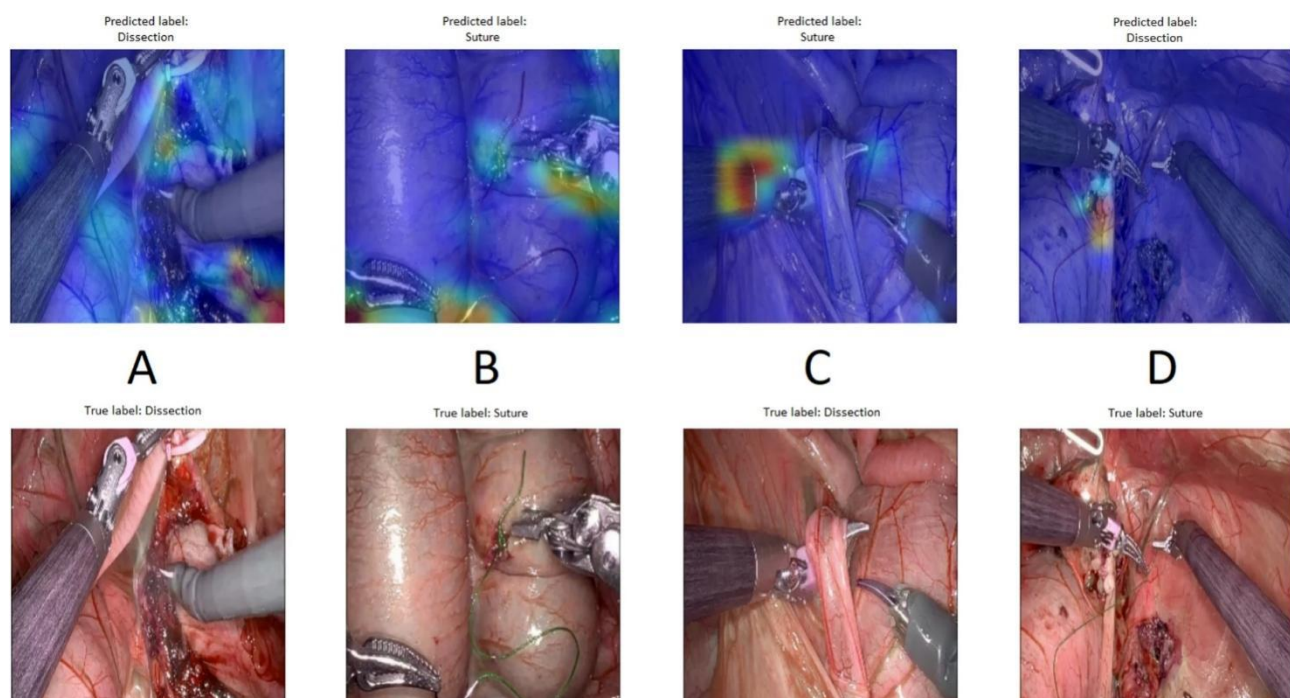 Predicted label:
Dissection
Predicted label:
Suture
Predicted label:
Suture
Predicted label:
Dissection
A
B
C
D
True label: Dissection
True label: Suture
True label: Dissection
True label: Suture